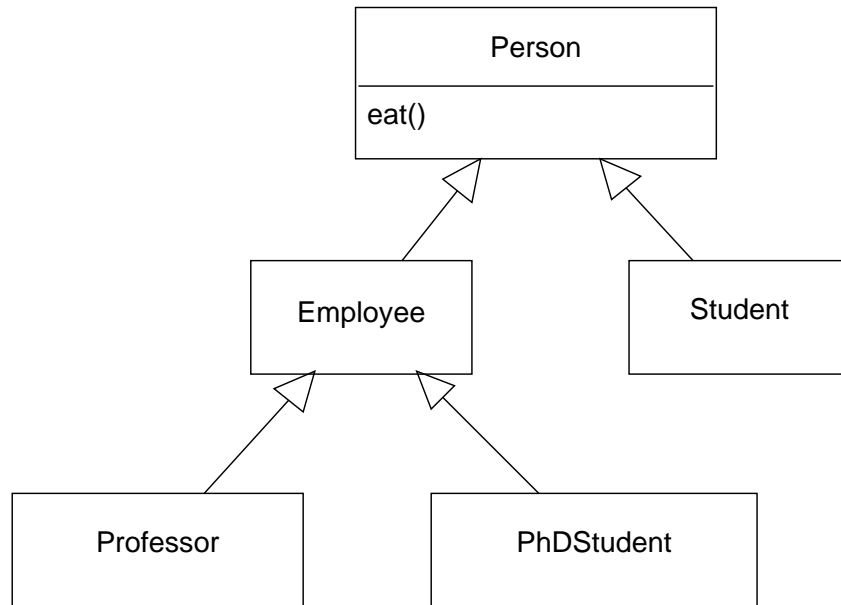 Person
eat()
Employee
Student
Professor
PhDStudent